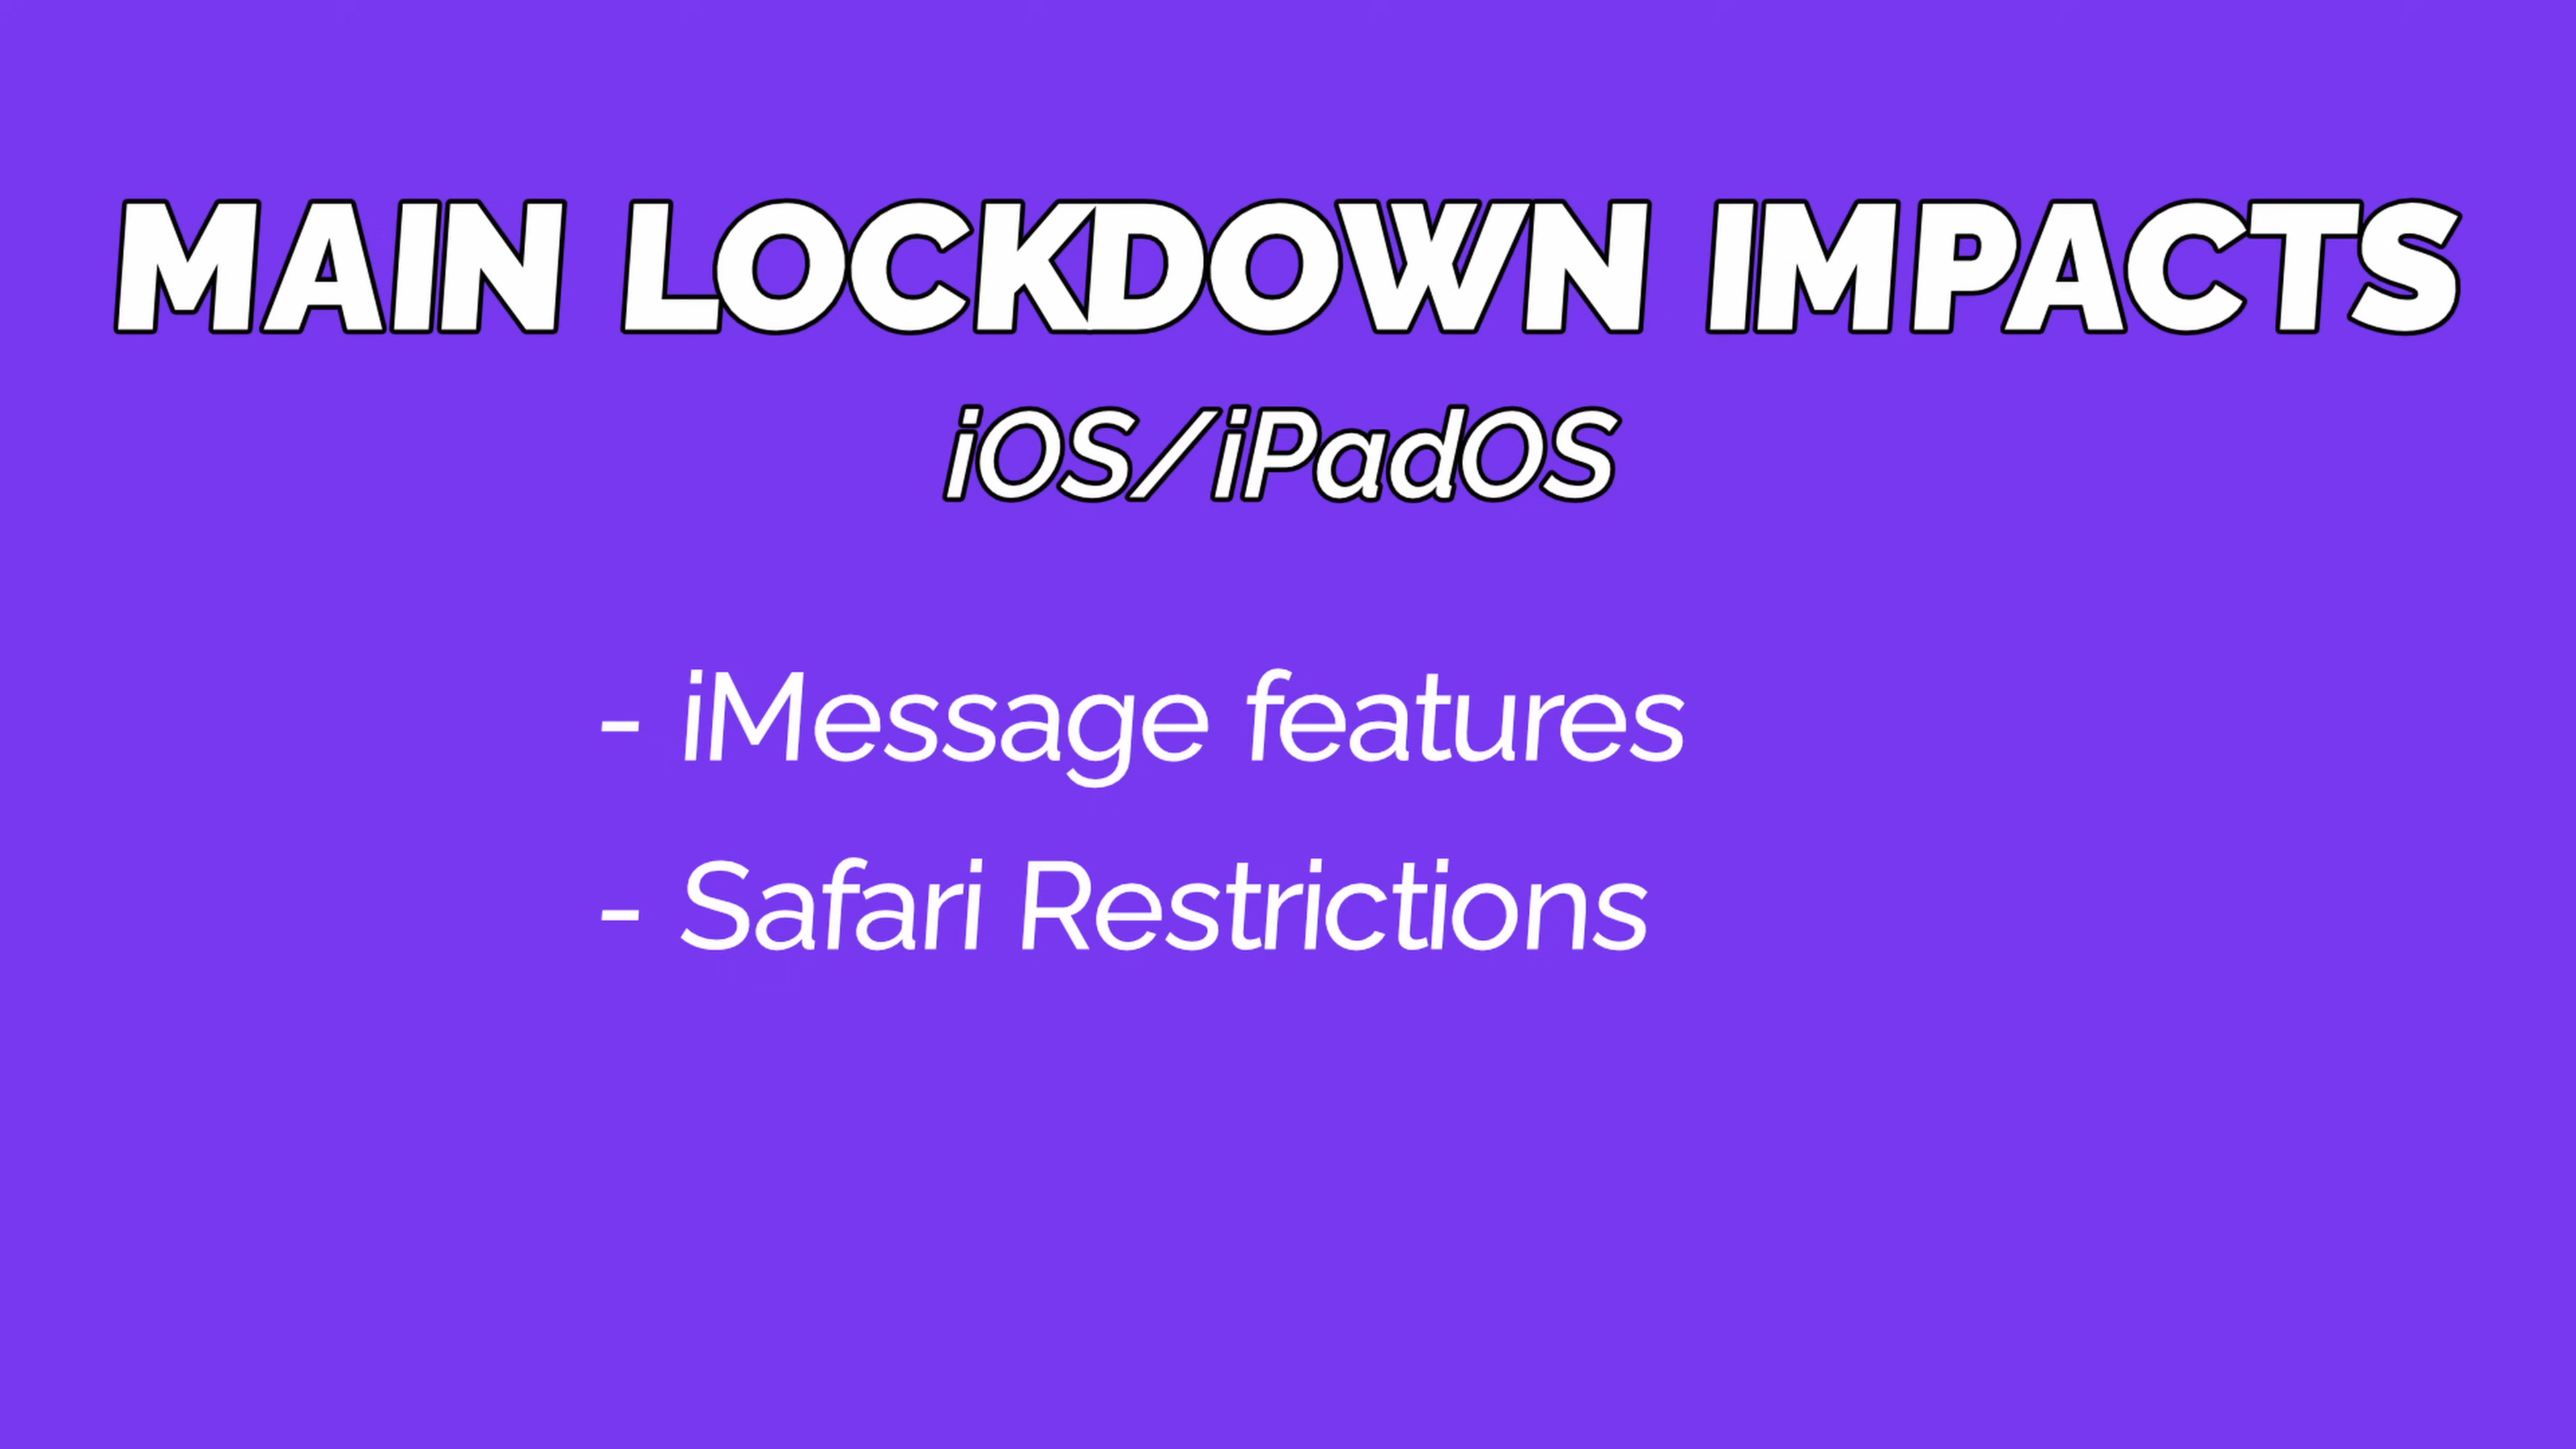 MAIN LOCKDOWN IMPACTS
iOS/iPadOS
- iMessage features
- Safari Restrictions